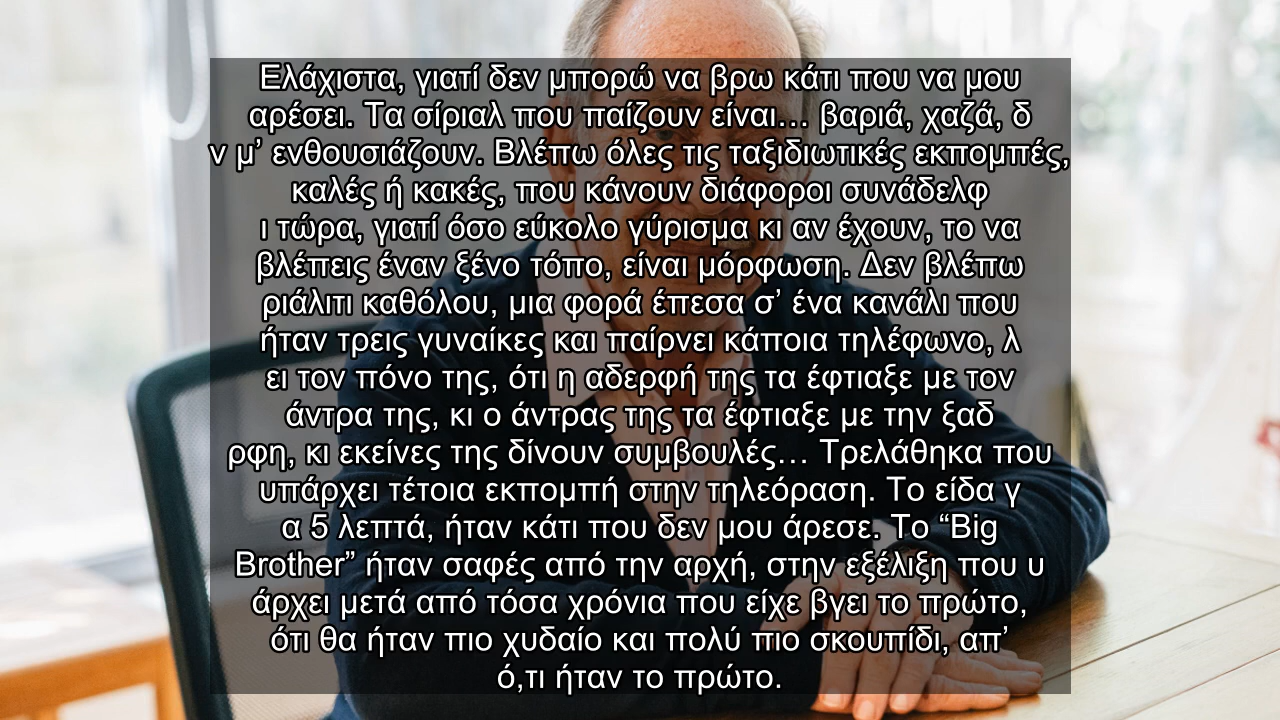 Ελάχιστα, γιατί δεν μπορώ να βρω κάτι που να μου
αρέσει. Τα σίριαλ που παίζουν είναι… βαριά, χαζά, δ
ν μ’ ενθουσιάζουν. Βλέπω όλες τις ταξιδιωτικές εκπομπές,
καλές ή κακές, που κάνουν διάφοροι συνάδελφ
ι τώρα, γιατί όσο εύκολο γύρισμα κι αν έχουν, το να
βλέπεις έναν ξένο τόπο, είναι μόρφωση. Δεν βλέπω
ριάλιτι καθόλου, μια φορά έπεσα σ’ ένα κανάλι που
ήταν τρεις γυναίκες και παίρνει κάποια τηλέφωνο, λ
ει τον πόνο της, ότι η αδερφή της τα έφτιαξε με τον
άντρα της, κι ο άντρας της τα έφτιαξε με την ξαδ
ρφη, κι εκείνες της δίνουν συμβουλές… Τρελάθηκα που
υπάρχει τέτοια εκπομπή στην τηλεόραση. Το είδα γ
α 5 λεπτά, ήταν κάτι που δεν μου άρεσε. Το “Big
Brother” ήταν σαφές από την αρχή, στην εξέλιξη που υ
άρχει μετά από τόσα χρόνια που είχε βγει το πρώτο,
ότι θα ήταν πιο χυδαίο και πολύ πιο σκουπίδι, απ’
ό,τι ήταν το πρώτο.